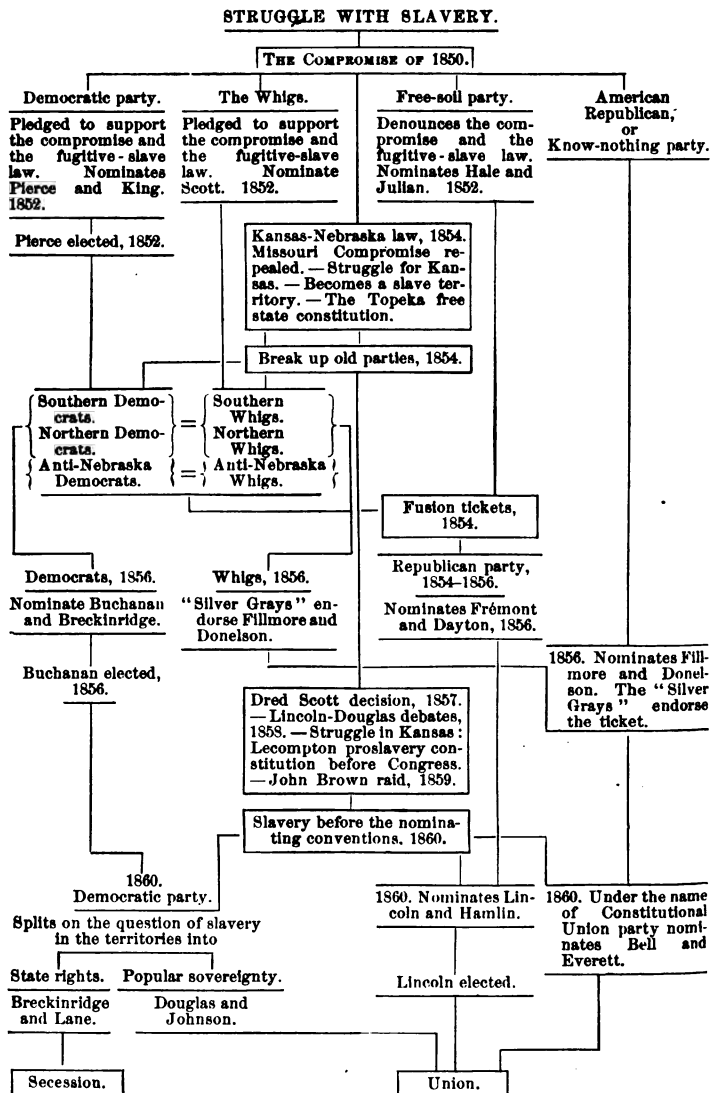 STRUGGLE WITH SLAVERY.
THE COMPROMISE OF 1850.
Democratic party.
Pledged to support
the compromise and
the fugitive-slave
law. Nominates
Pierce and King.
1852.
Pierce elected, 1852.
The Whigs.
Pledged to support
the compromise and
the fugitive-slave
law. Nominate
Scott. 1852.
Free-soil party.
Denounces the com-
promise and the
fugitive-slave law.
Nominates Hale and
Julian. 1852.
American
Republican,
or
Know-nothing party.
Kansas-Nebraska law, 1854.
Missouri Compromise re-
pealed. — Struggle for Kan-
sas. — Becomes a slave ter-
ritory. — The Topeka free
state constitution.
Break up old parties, 1854.
Southern Demo-
crats.
Northern Demo-
crats.
Anti-Nebraska
Democrats.
=
=
Southern
Whigs.
Northern
Whigs.
Anti-Nebraska
Whigs.
Fusion tickets,
1854.
Democrats, 1856.
Nominate Buchanan
and Breckinridge.
Buchanan elected,
1856.
Whigs, 1856.
"Silver Grays" en-
dorse Fillmore and
Donelson.
Republican party,
1854–1856.
Nominates Frémont
and Dayton, 1856.
1856. Nominates Fill-
more and Donel-
son. The "Silver
Grays" endorse
the ticket.
Dred Scott decision, 1857.
— Lincoln-Douglas debates,
1858. — Struggle in Kansas:
Lecompton proslavery con-
stitution before Congress.
— John Brown raid, 1859.
Slavery before the nomina-
ting conventions. 1860.
1860.
Democratic party.
Splits on the question of slavery
in the territories into
State rights.
Breckinridge
and Lane.
Popular sovereignty.
Douglas and
Johnson.
1860. Nominates Lin-
coln and Hamlin.
Lincoln elected.
1860. Under the name
of Constitutional
Union party nomi-
nates Bell and
Everett.
Secession.
Union.